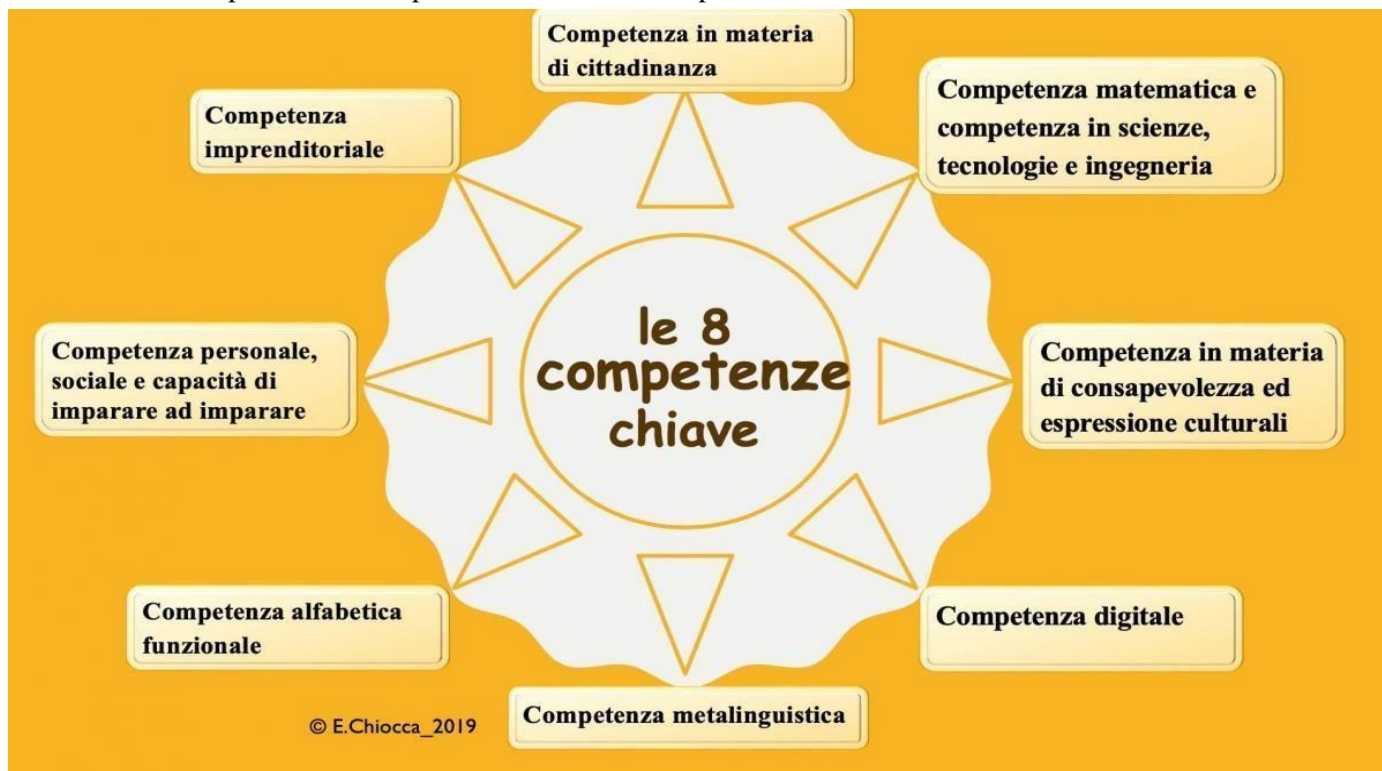 Competenza in materia
di cittadinanza
Competenza matematica e
competenza in scienze,
tecnologie e ingegneria
Competenza
imprenditoriale
le 8
competenze
chiave
Competenza personale,
sociale e capacità di
imparare ad imparare
Competenza in materia
di consapevolezza ed
espressione culturali
Competenza alfabetica
funzionale
Competenza digitale
Competenza metalinguistica
© E.Chiocca_2019